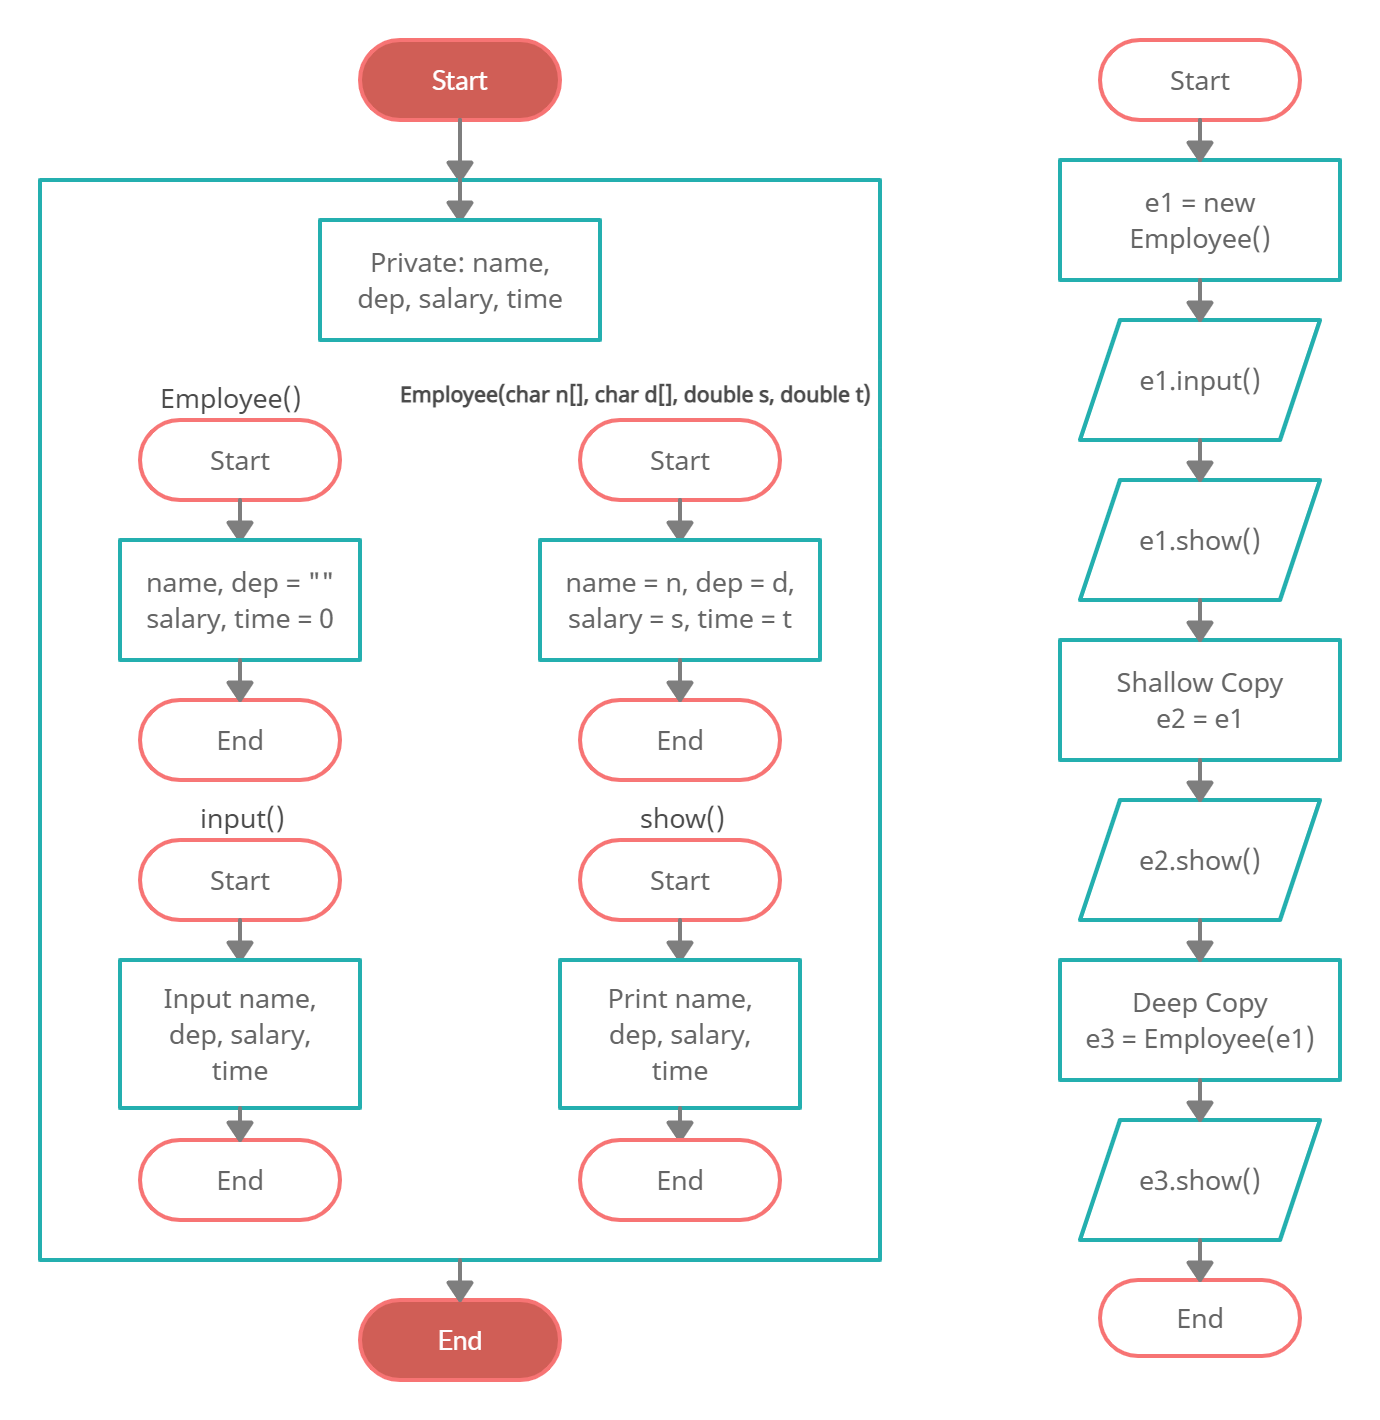 Start
Private: name,
dep, salary, time
Employee()
Start
name, dep = ""
salary, time = 0
End
Employee(char n[], char d[], double s, double t)
Start
name = n, dep = d,
salary = s, time = t
End
input()
Start
Input name,
dep, salary,
time
End
show()
Start
Print name,
dep, salary,
time
End
End
Start
e1 = new
Employee()
e1.input()
e1.show()
Shallow Copy
e2 = e1
e2.show()
Deep Copy
e3 = Employee(e1)
e3.show()
End